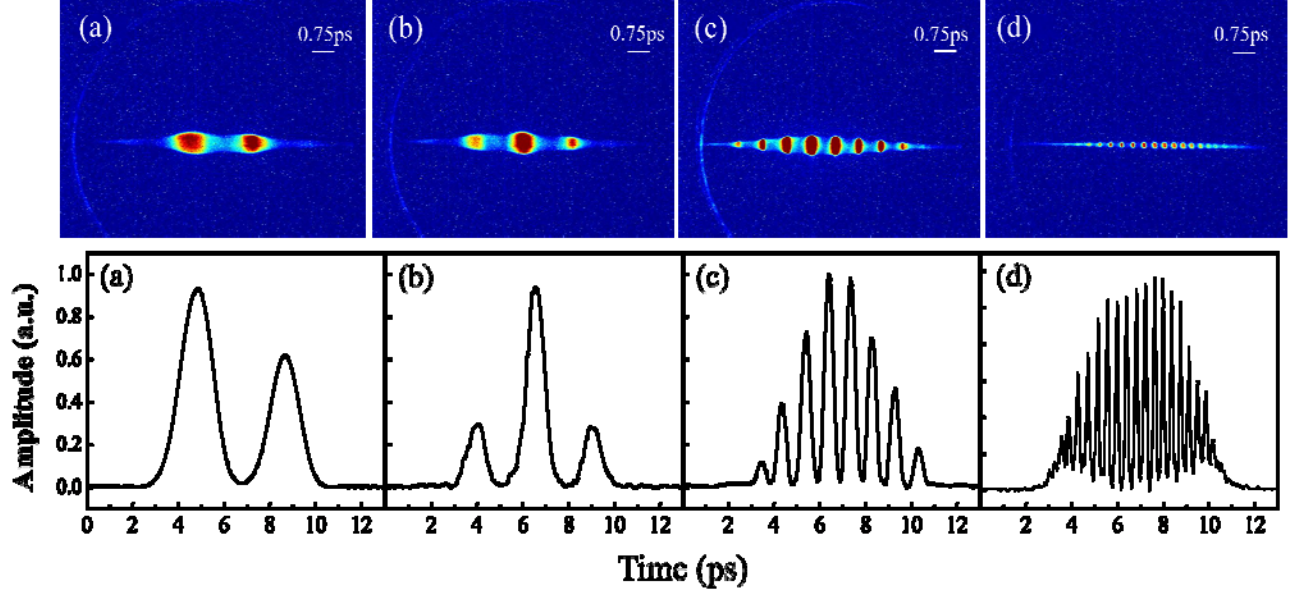 (a) (b) (c) (d)
0.75ps 0.75ps 0.75ps 0.75ps
(a) (b) (c) (d)
1.0
0.8
0.6
0.4
0.2
0.0
Amplitude (a.u.)
0 2 4 6 8 10 12 2 4 6 8 10 12 2 4 6 8 10 12 2 4 6 8 10 12
Time (ps)